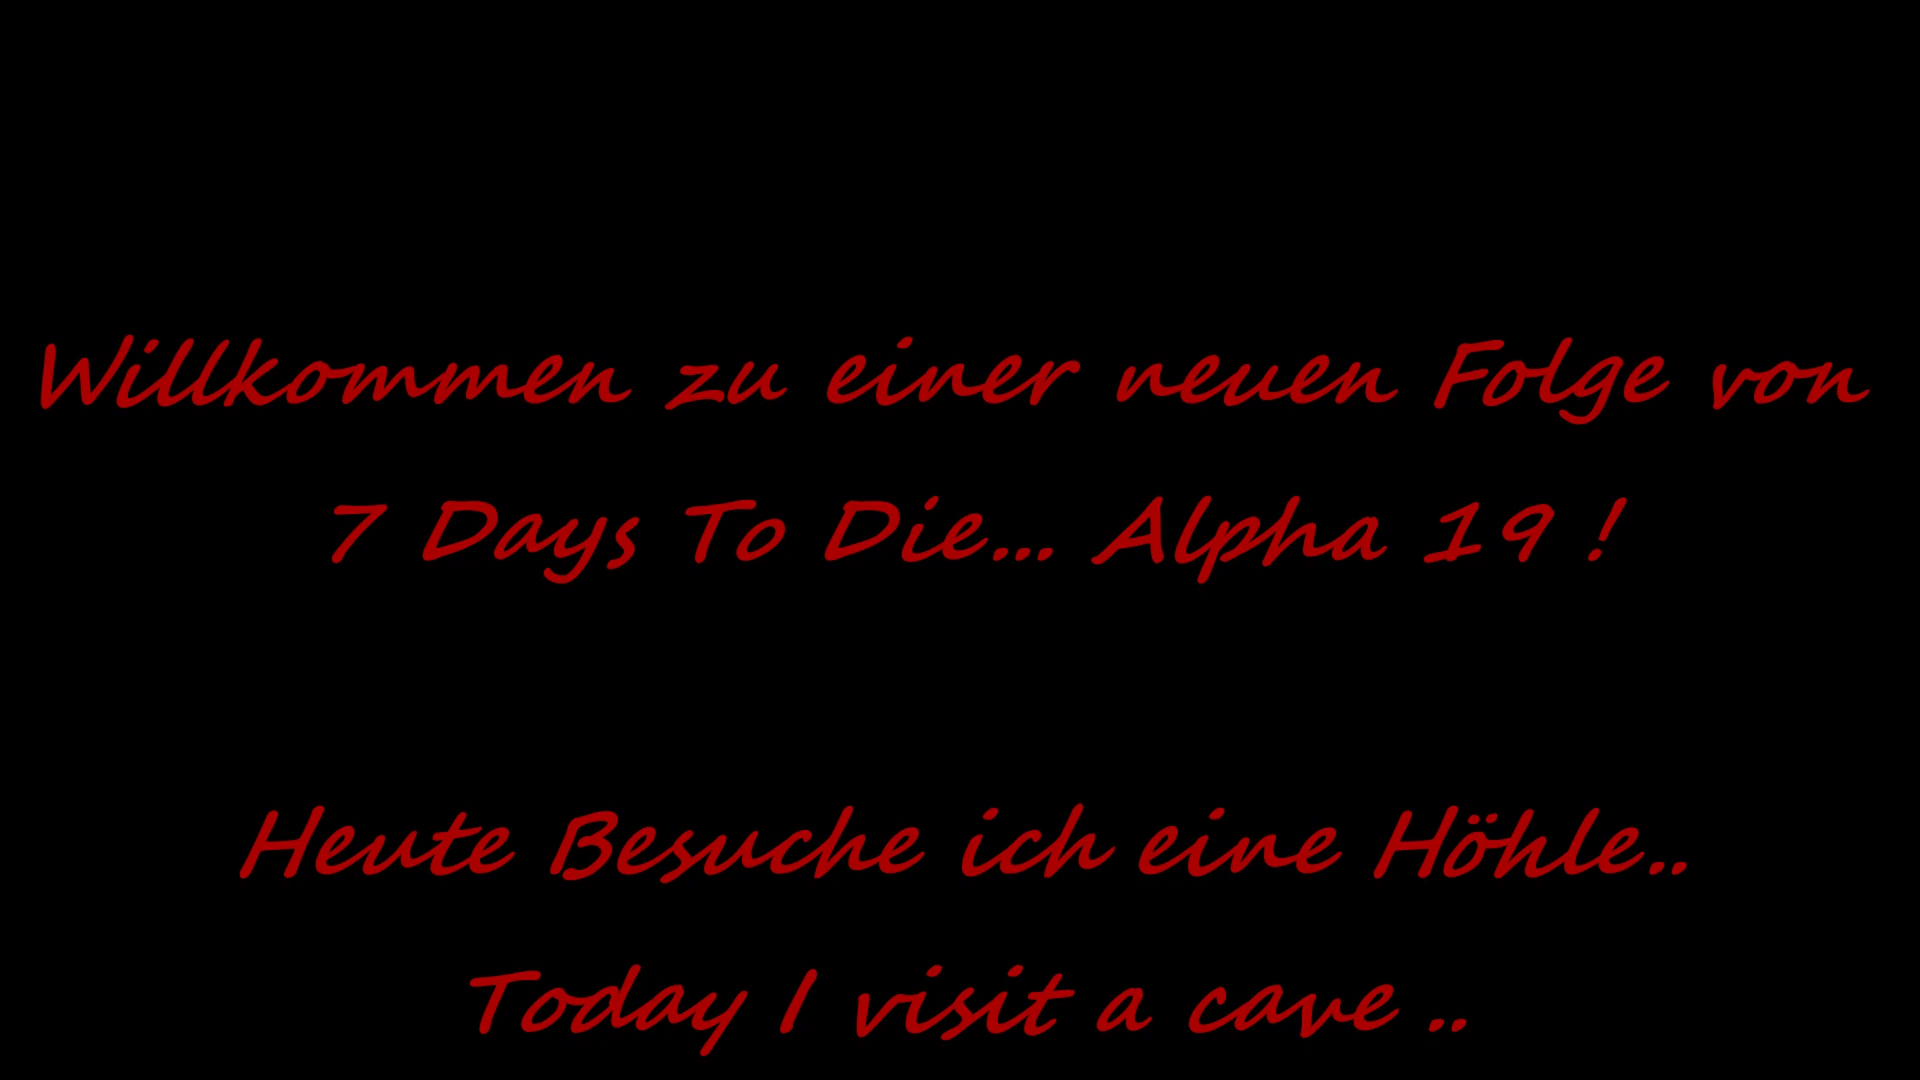 Willkommen zu einer neuen Folge von
7 Days To Die... Alpha 19 !
Heute Besuche ich eine Höhle..
Today I visit a cave ..